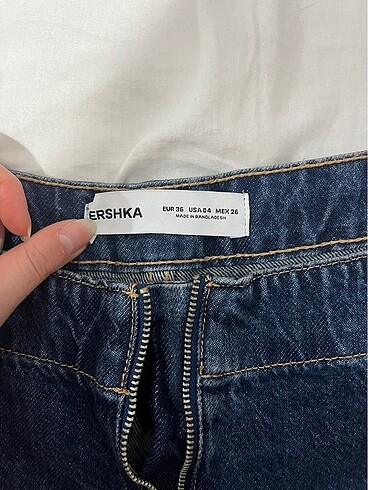 ERSHKA
EUR 36 USA 04 MEX 26
MADE IN BANGLADESH